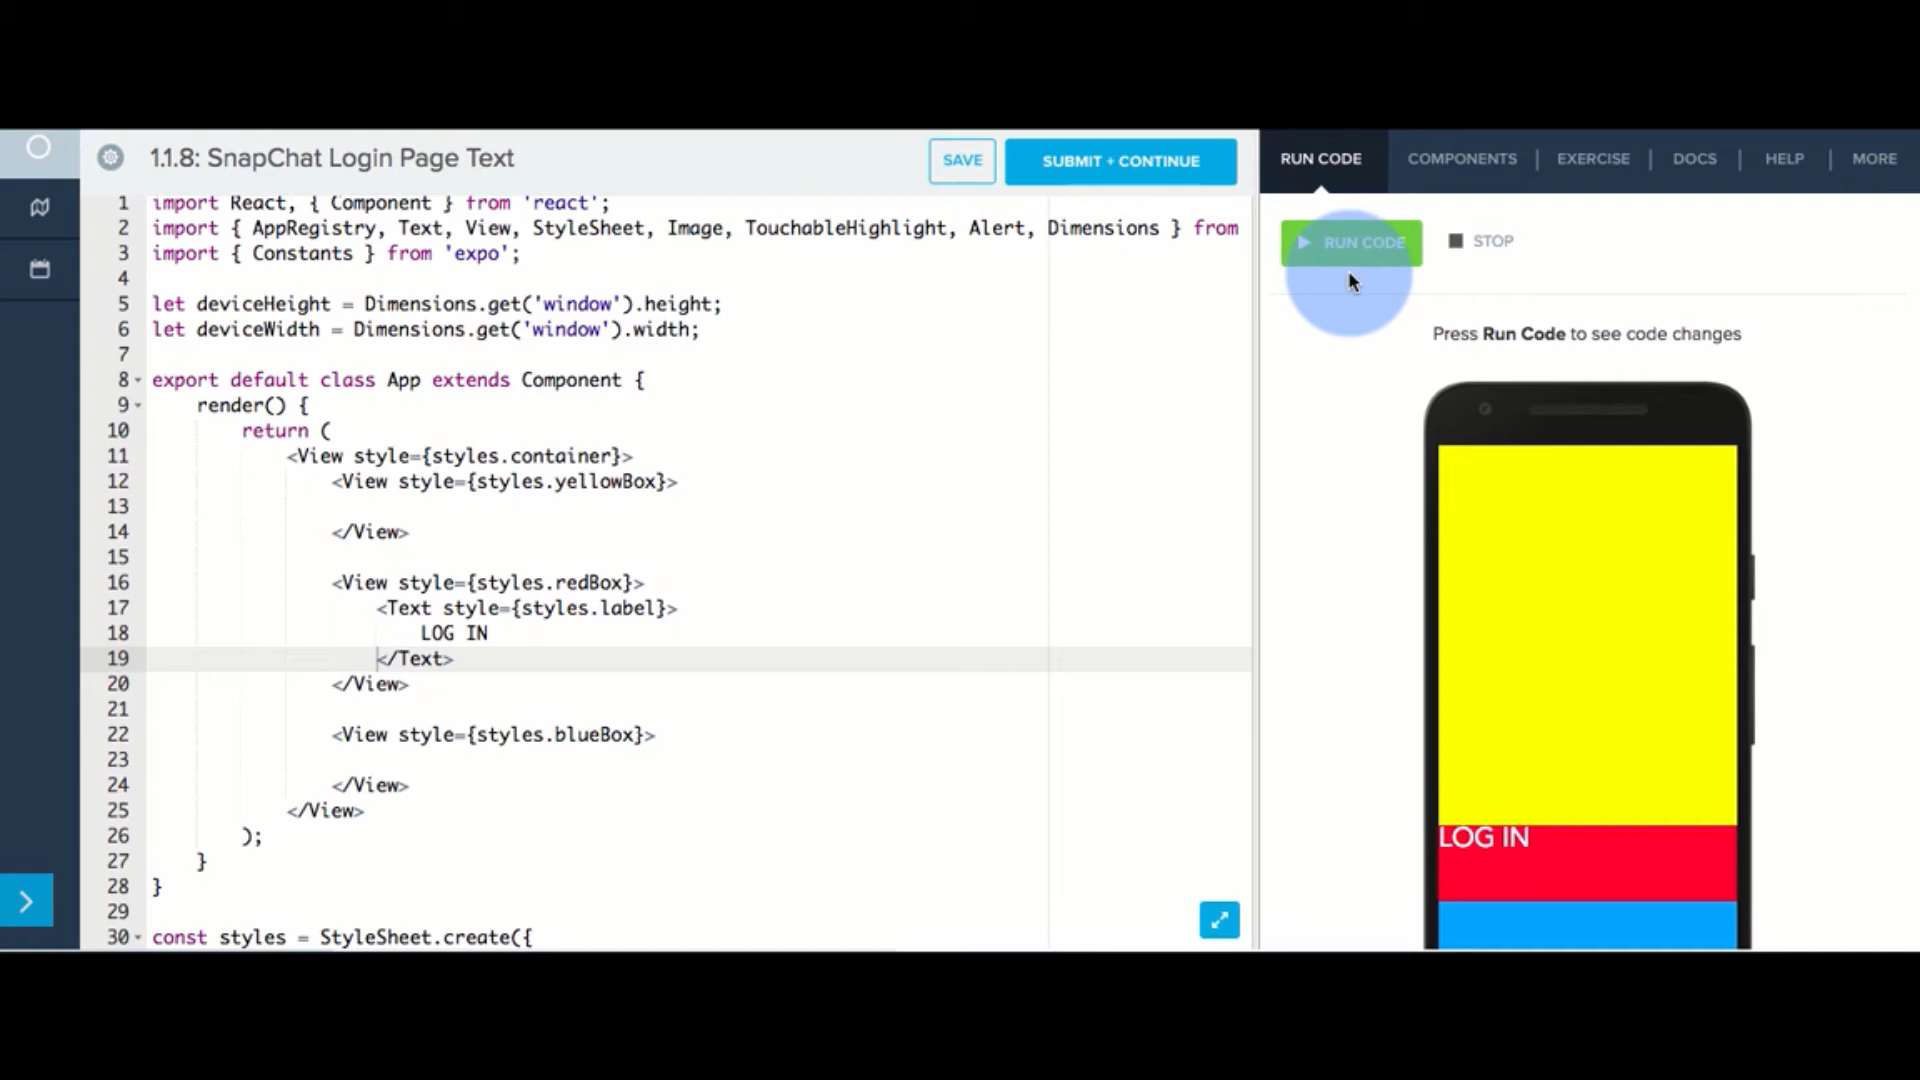 1.1.8: SnapChat Login Page Text
SAVE
SUBMIT + CONTINUE
RUN CODE
COMPONENTS
EXERCISE
DOCS
HELP
MORE
1 import React, { Component } from 'react';
2 import { AppRegistry, Text, View, StyleSheet, Image, TouchableHighlight, Alert, Dimensions } from
3 import { Constants } from 'expo';
4
5 let deviceHeight = Dimensions.get('window').height;
6 let deviceWidth = Dimensions.get('window').width;
7
8 export default class App extends Component {
9 render() {
10 return (
11 <View style={styles.container}>
12 <View style={styles.yellowBox}>
13
14 </View>
15
16 <View style={styles.redBox}>
17 <Text style={styles.label}>
18 LOG IN
19 </Text>
20 </View>
21
22 <View style={styles.blueBox}>
23
24 </View>
25 </View>
26 );
27 }
28 }
29
30 const styles = StyleSheet.create({
RUN CODE
STOP
Press Run Code to see code changes
LOG IN